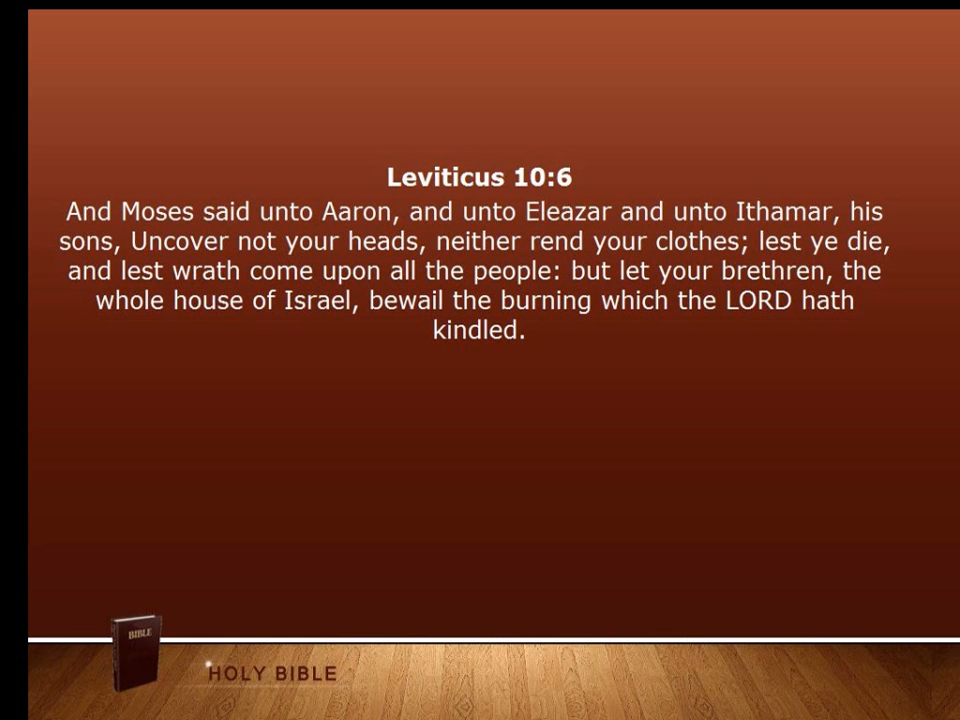 Leviticus 10:6
And Moses said unto Aaron, and unto Eleazar and unto Ithamar, his
sons, Uncover not your heads, neither rend your clothes; lest ye die,
and lest wrath come upon all the people: but let your brethren, the
whole house of Israel, bewail the burning which the LORD hath
kindled.
BIBLE
HOLY BIBLE